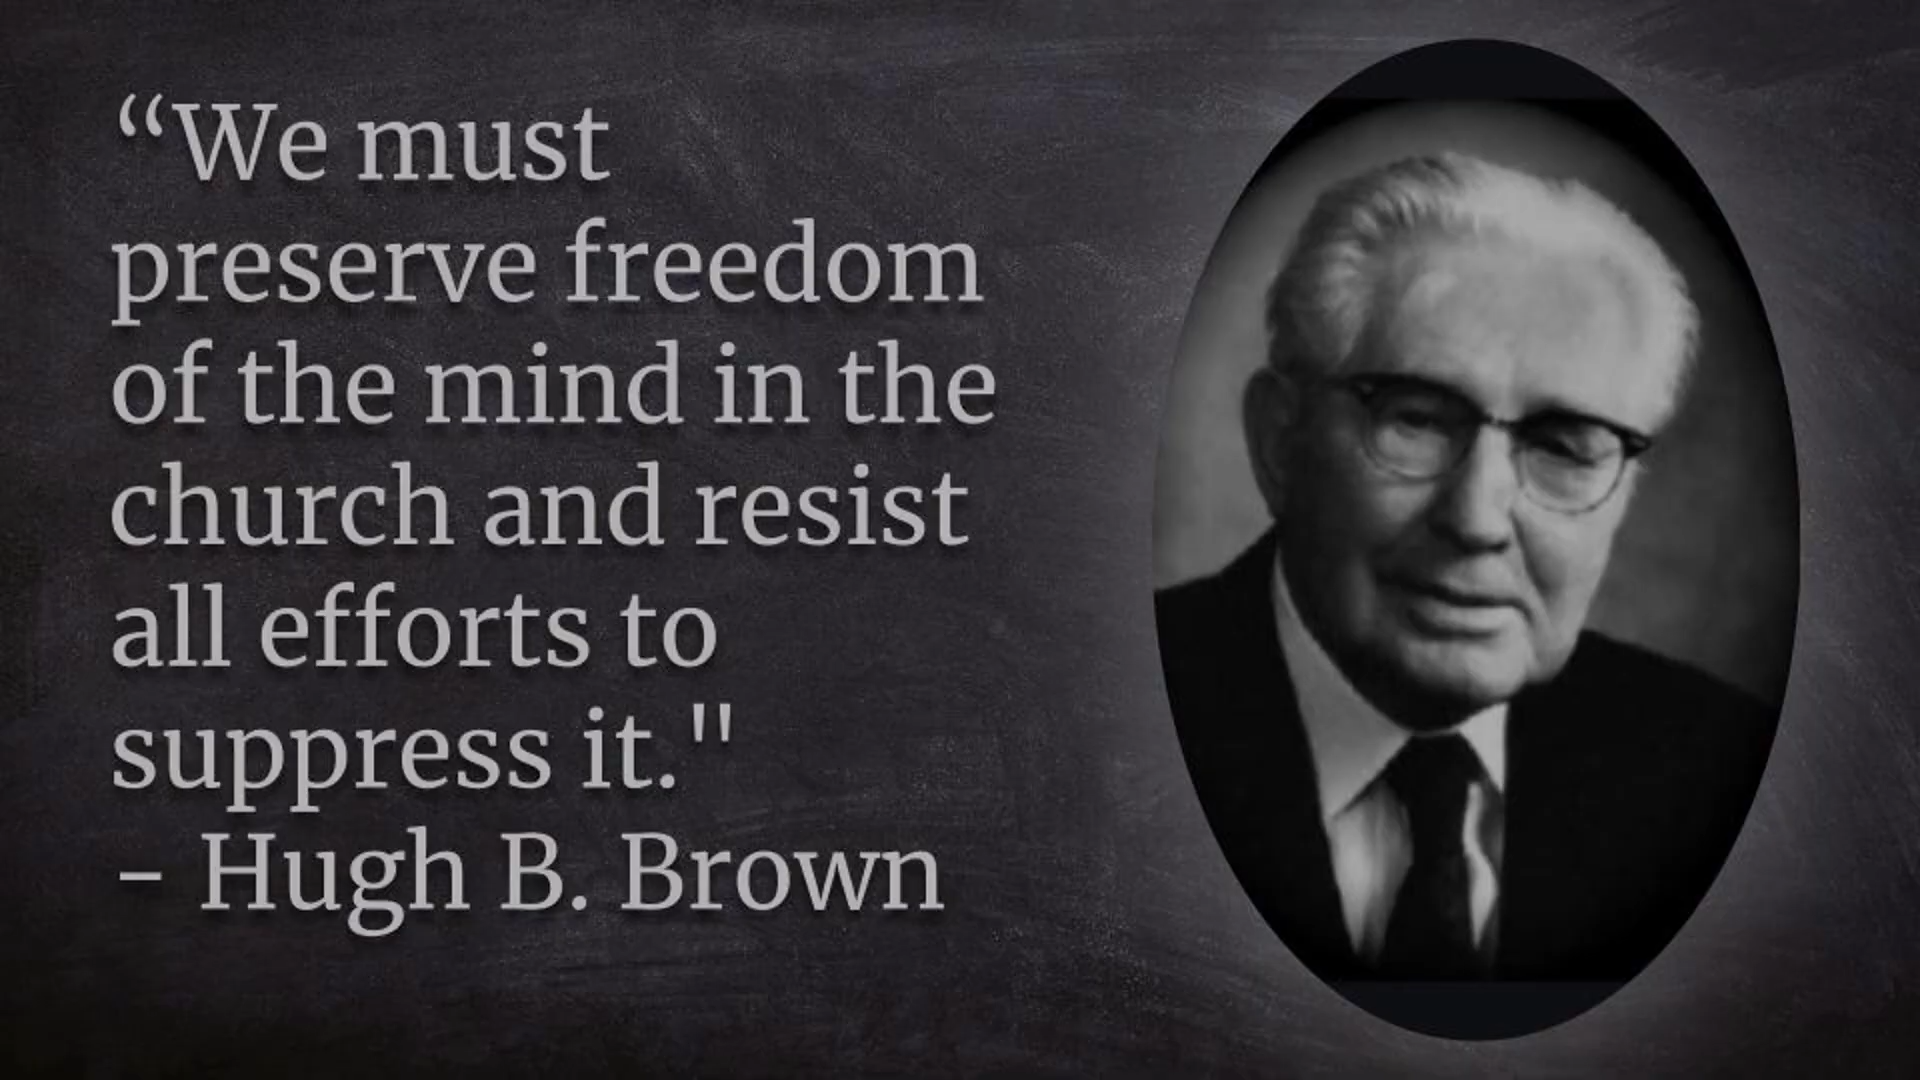 “We must
preserve freedom
of the mind in the
church and resist
all efforts to
suppress it."
- Hugh B. Brown